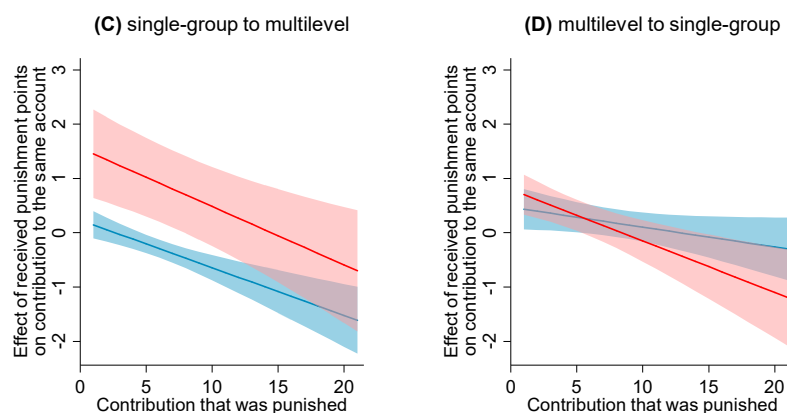 (C) single-group to multilevel
Effect of received punishment points
on contribution to the same account
3
2
1
0
-1
-2
0 5 10 15 20
Contribution that was punished
(D) multilevel to single-group
Effect of received punishment points
on contribution to the same account
3
2
1
0
-1
-2
0 5 10 15 20
Contribution that was punished